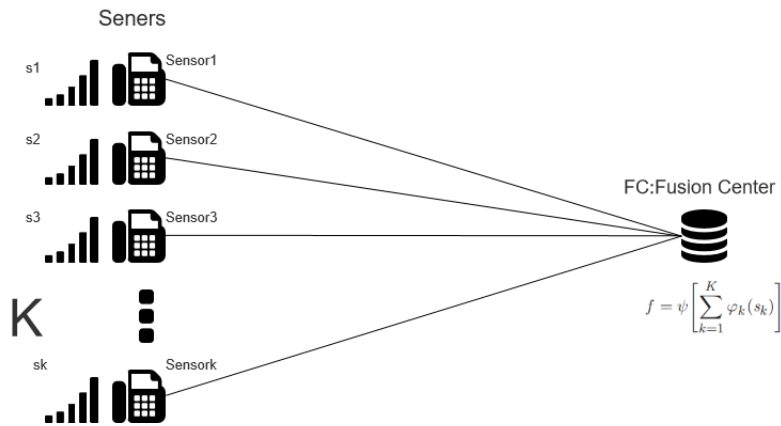 Seners
s1 Sensor1
s2 Sensor2
s3 Sensor3
FC:Fusion Center
f = ψ[∑_{k=1}^{K} φ_k(s_k)]
K
sk Sensork